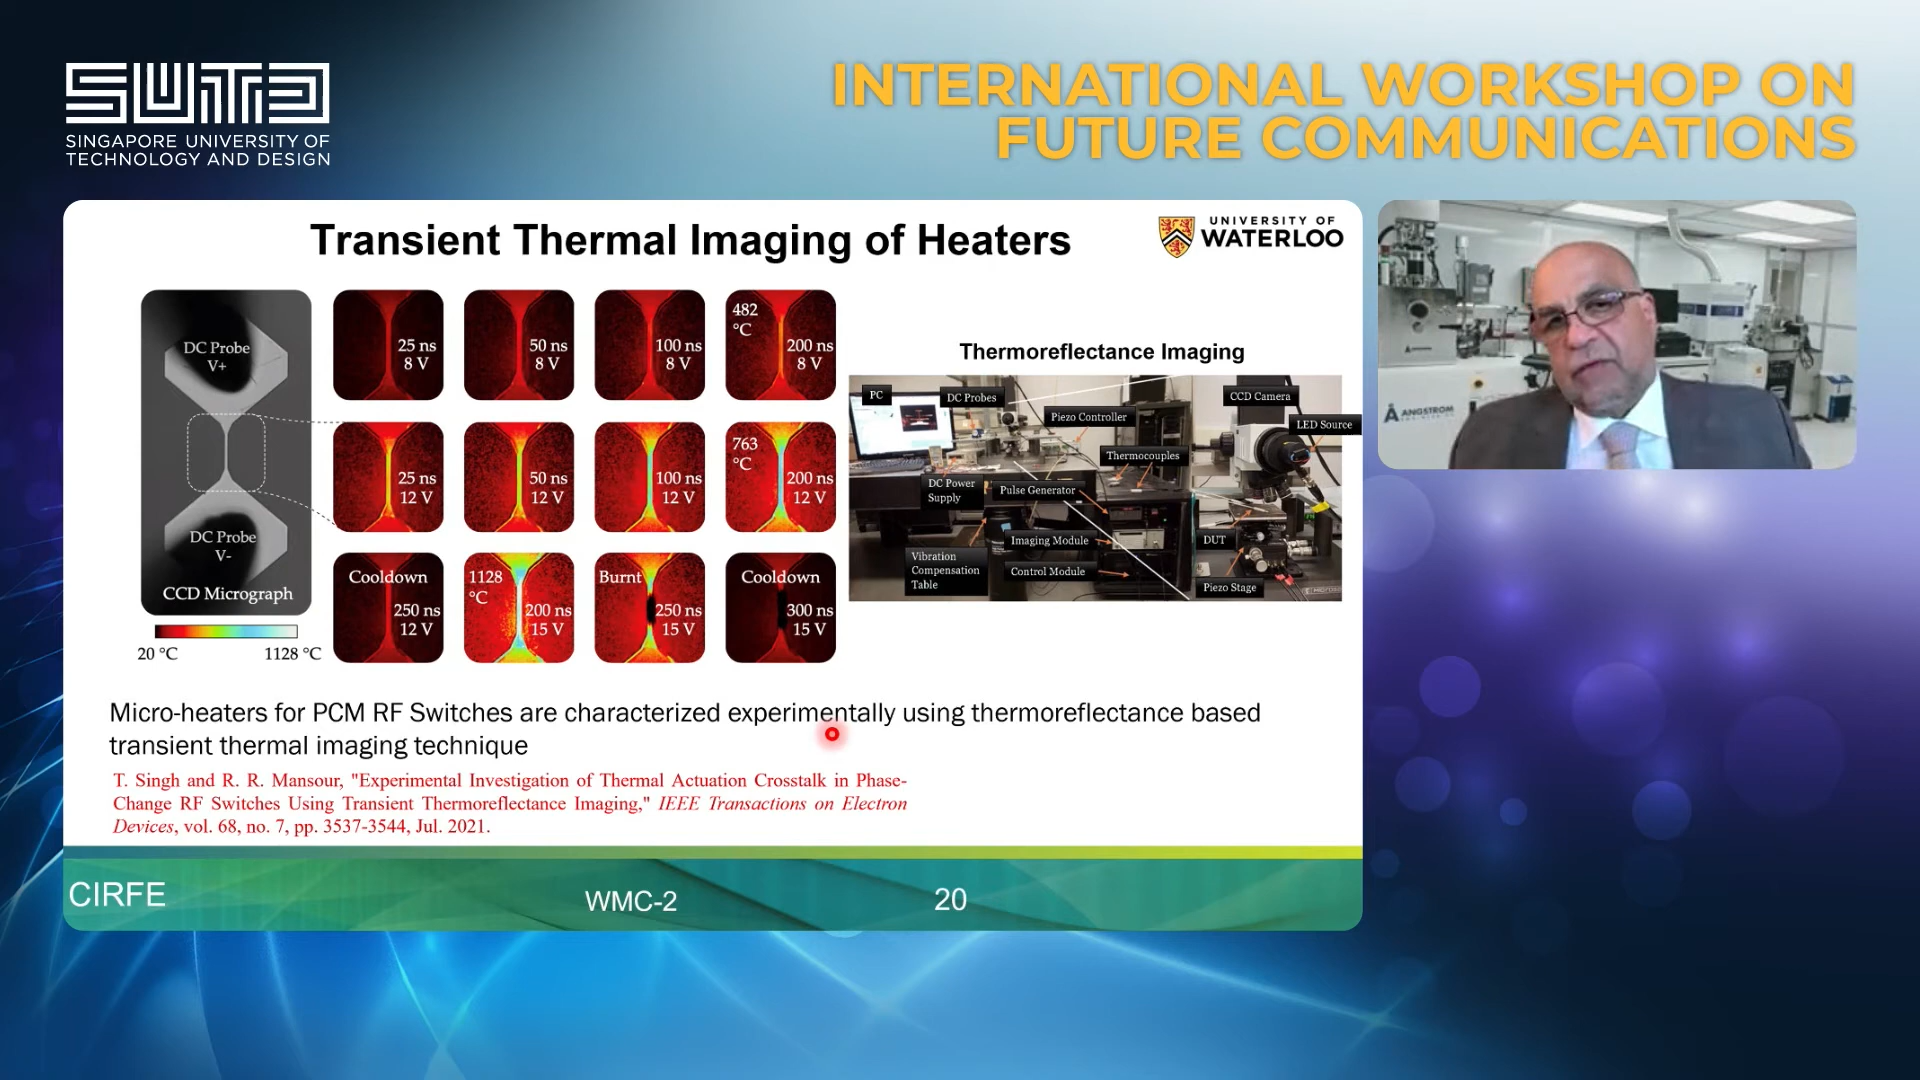 SUTD
SINGAPORE UNIVERSITY OF
TECHNOLOGY AND DESIGN
INTERNATIONAL WORKSHOP ON
FUTURE COMMUNICATIONS
Transient Thermal Imaging of Heaters
UNIVERSITY OF
WATERLOO
DC Probe
V+
DC Probe
V-
CCD Micrograph
20 °C
1128 °C
25 ns
8 V
50 ns
8 V
100 ns
8 V
482
°C
200 ns
8 V
25 ns
12 V
50 ns
12 V
100 ns
12 V
763
°C
200 ns
12 V
Cooldown
250 ns
12 V
1128
°C
200 ns
15 V
Burnt
250 ns
15 V
Cooldown
300 ns
15 V
Thermoreflectance Imaging
PC
DC Probes
Piezo Controller
CCD Camera
LED Source
Thermocouples
DC Power
Supply
Pulse Generator
Imaging Module
DUT
Vibration
Compensation
Table
Control Module
Piezo Stage
ANGSTROM
Micro-heaters for PCM RF Switches are characterized experimentally using thermoreflectance based
transient thermal imaging technique
T. Singh and R. R. Mansour, "Experimental Investigation of Thermal Actuation Crosstalk in Phase-
Change RF Switches Using Transient Thermoreflectance Imaging," IEEE Transactions on Electron
Devices, vol. 68, no. 7, pp. 3537-3544, Jul. 2021.
CIRFE
WMC-2
20